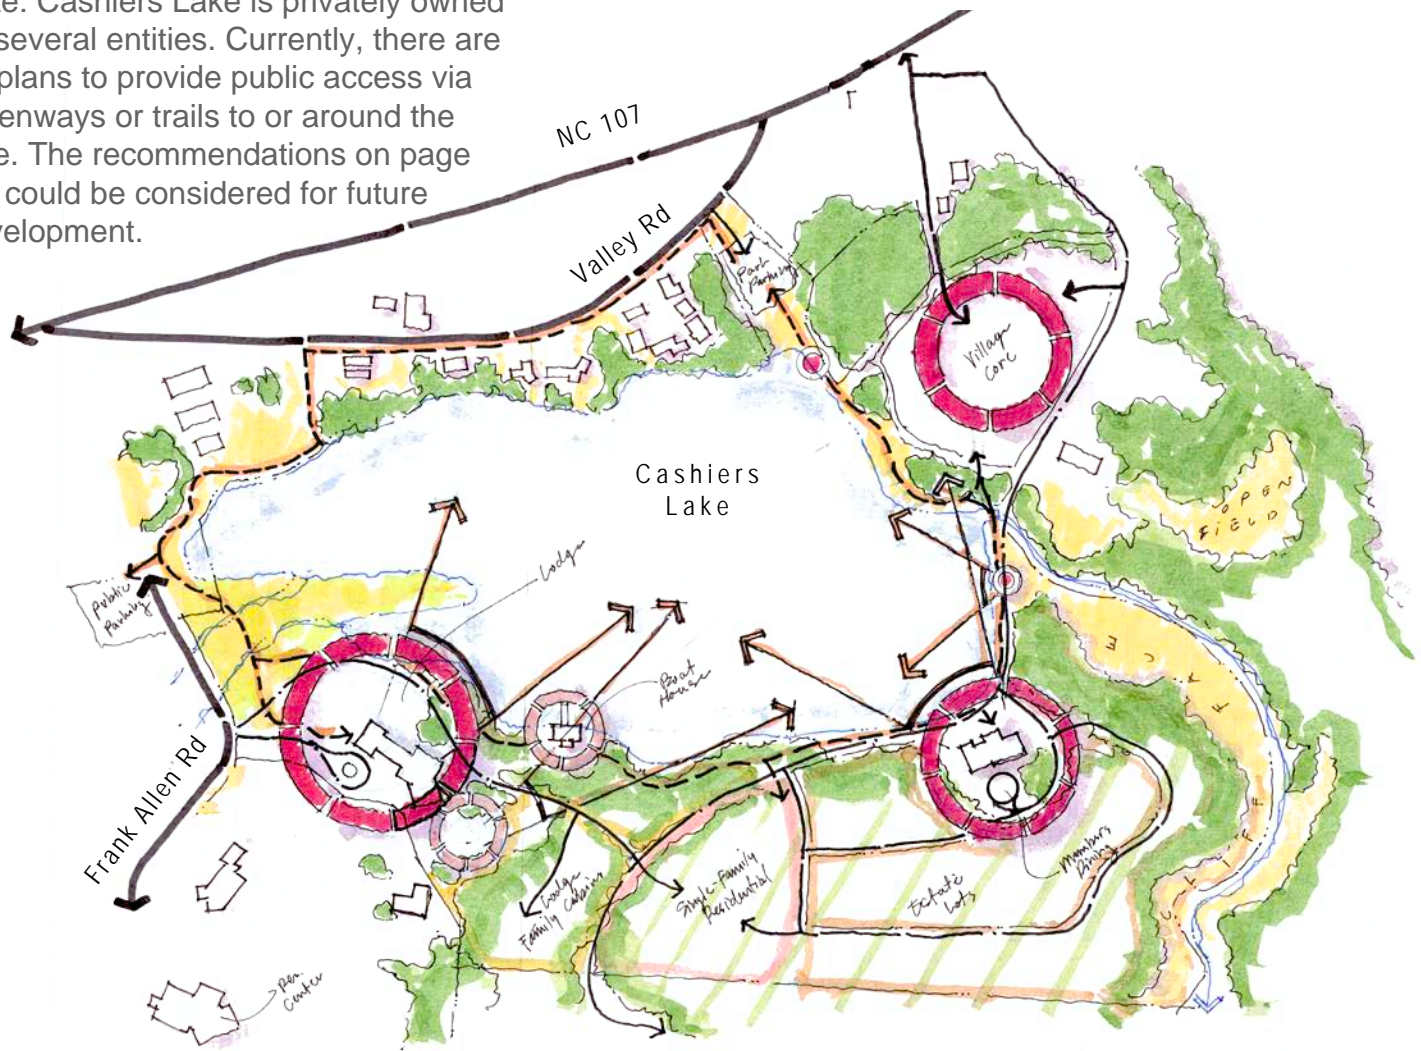 te. Cashiers Lake is privately owned
several entities. Currently, there are
plans to provide public access via
enways or trails to or around the
e. The recommendations on page
could be considered for future
velopment.
NC 107
Valley Rd
Park
Parking
Village
Core
Cashiers
Lake
OPEN
FIELD
Lodge
Public
Parking
Boat
House
Frank Allen Rd
Lodge
Family Cabins
Single-Family
Residential
Estate
Lots
Members
Dining
Rec.
Center